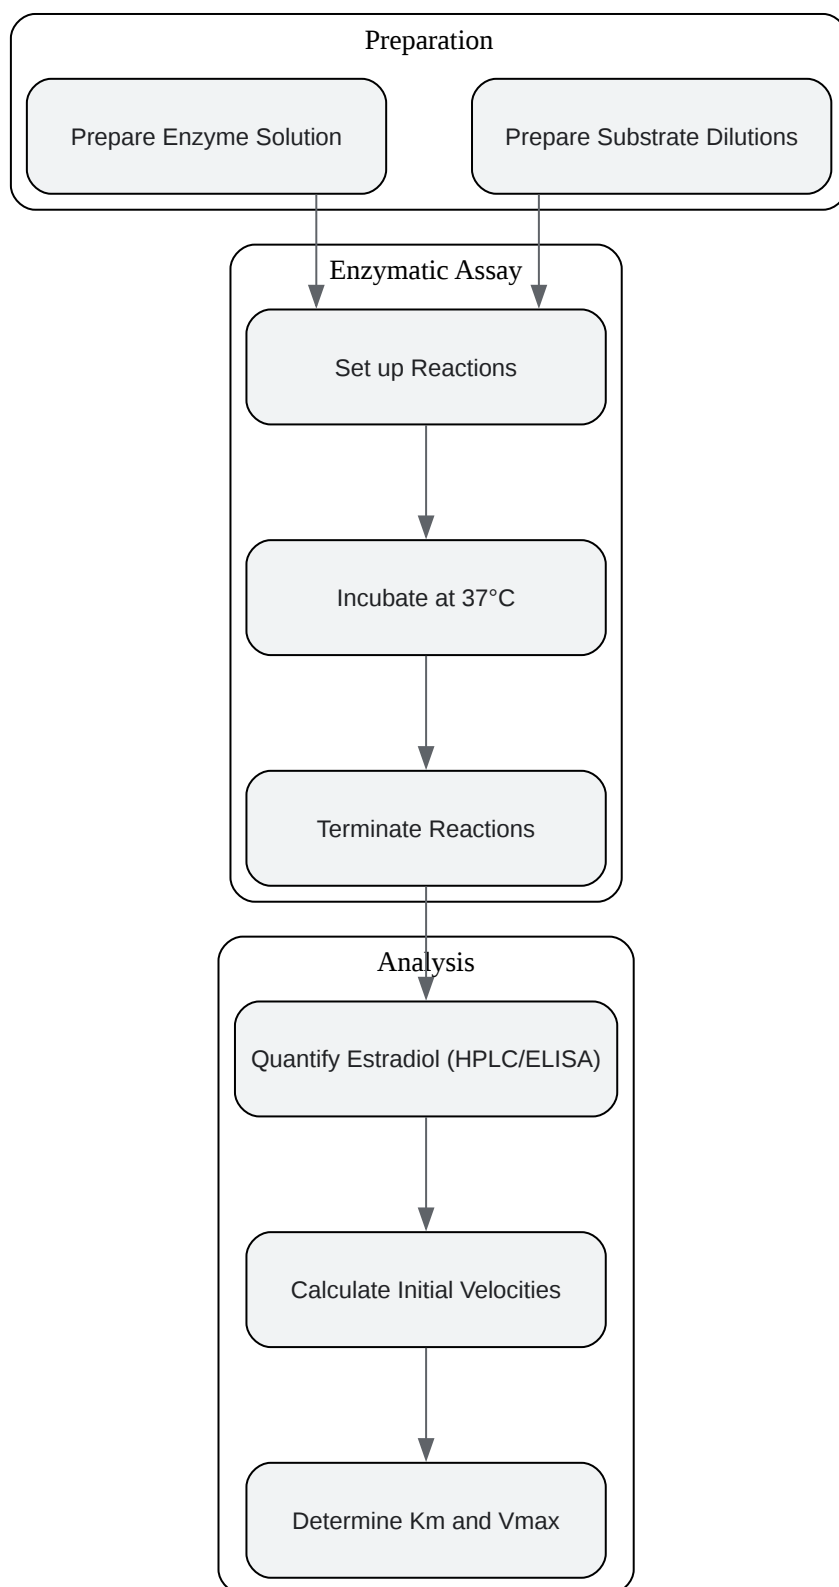 Preparation
Prepare Enzyme Solution
Prepare Substrate Dilutions
Enzymatic Assay
Set up Reactions
Incubate at 37°C
Terminate Reactions
Analysis
Quantify Estradiol (HPLC/ELISA)
Calculate Initial Velocities
Determine Km and Vmax